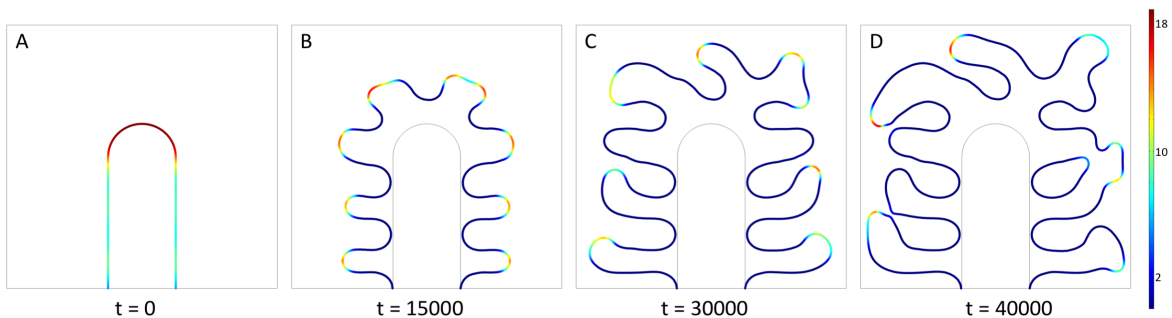 A
B
C
D
18
10
2
t = 0
t = 15000
t = 30000
t = 40000